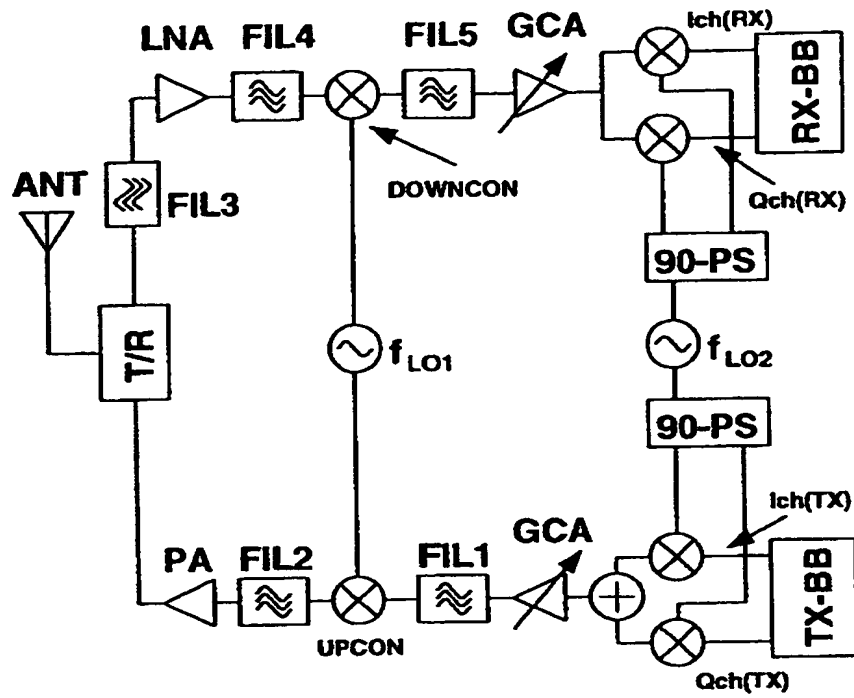 LNA FIL4 FIL5 GCA Ich(RX)
RX-BB
ANT
FIL3
DOWNCON
Qch(RX)
90-PS
T/R
fLO1
fLO2
90-PS
Ich(TX)
PA FIL2 FIL1 GCA
TX-BB
UPCON
Qch(TX)